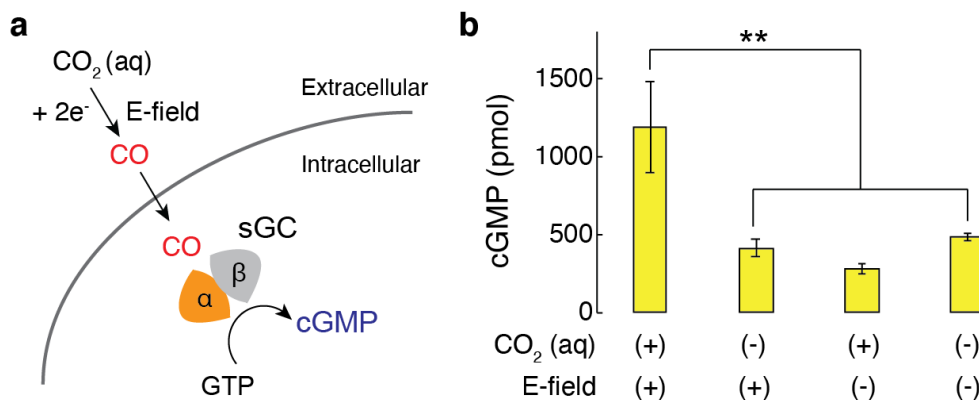 a
CO₂ (aq)
+ 2e⁻ E-field
CO
Extracellular
Intracellular
CO
sGC
β
α
cGMP
GTP
b
**
cGMP (pmol)
1500
1000
500
0
CO₂ (aq) (+) (-) (+) (-)
E-field (+) (+) (-) (-)